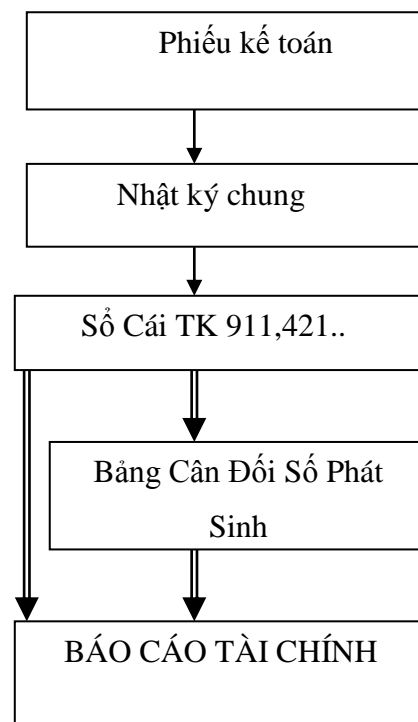 Phiếu kế toán
Nhật ký chung
Sổ Cái TK 911,421..
Bảng Cân Đối Số Phát
Sinh
BÁO CÁO TÀI CHÍNH